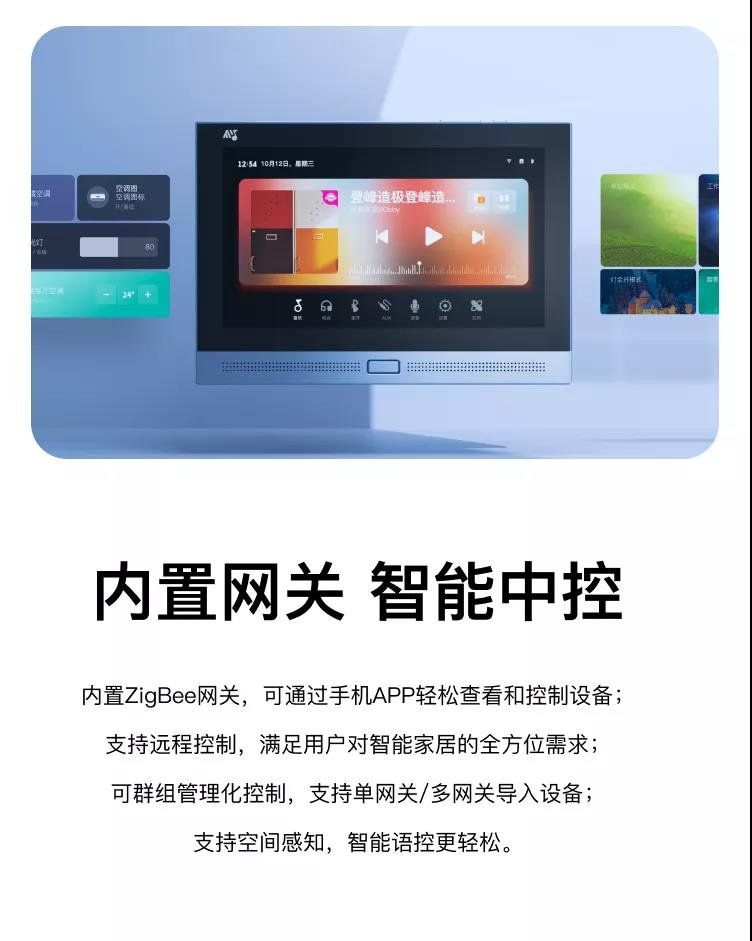 12:54 10月12日，星期三
登峰造极登峰造...
空调图
空调图标
80
24°
AUX
灯全开模式
内置网关 智能中控
内置ZigBee网关，可通过手机APP轻松查看和控制设备；
支持远程控制，满足用户对智能家居的全方位需求；
可群组管理化控制，支持单网关/多网关导入设备；
支持空间感知，智能语控更轻松。